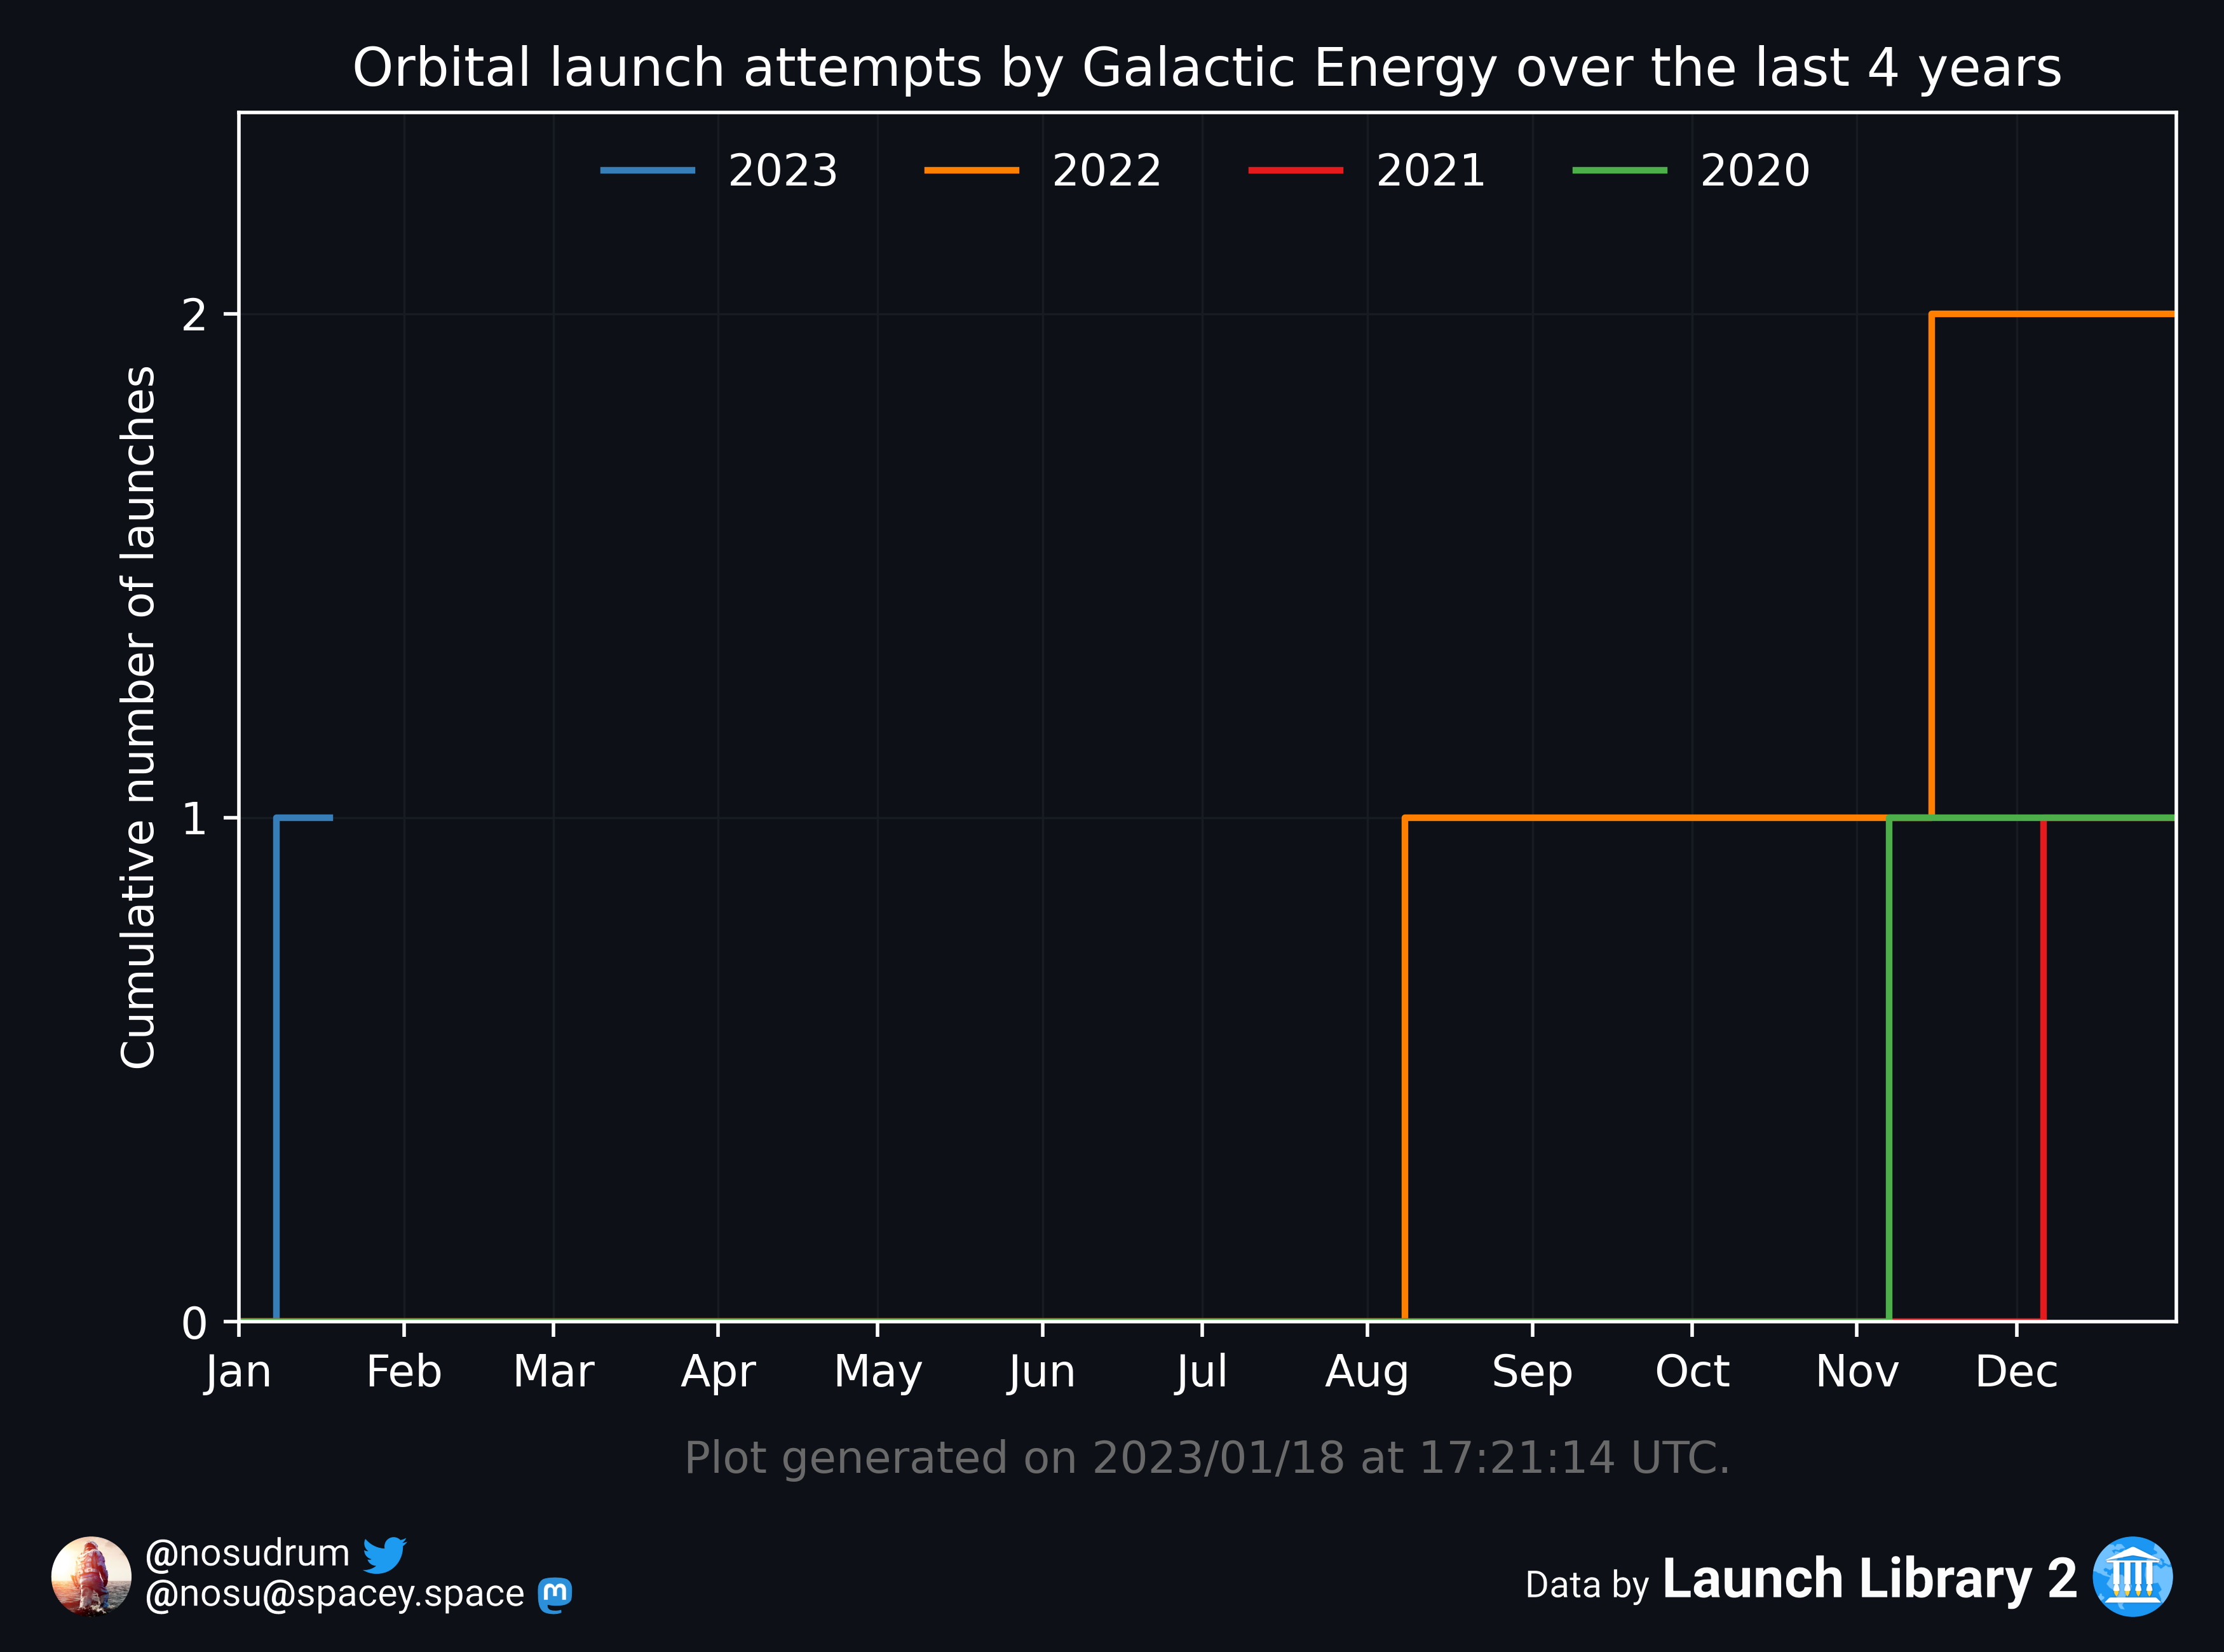 Orbital launch attempts by Galactic Energy over the last 4 years
2023 2022 2021 2020
Cumulative number of launches
2
1
0
Jan Feb Mar Apr May Jun Jul Aug Sep Oct Nov Dec
Plot generated on 2023/01/18 at 17:21:14 UTC.
@nosudrum
@nosu@spacey.space m
Data by Launch Library 2